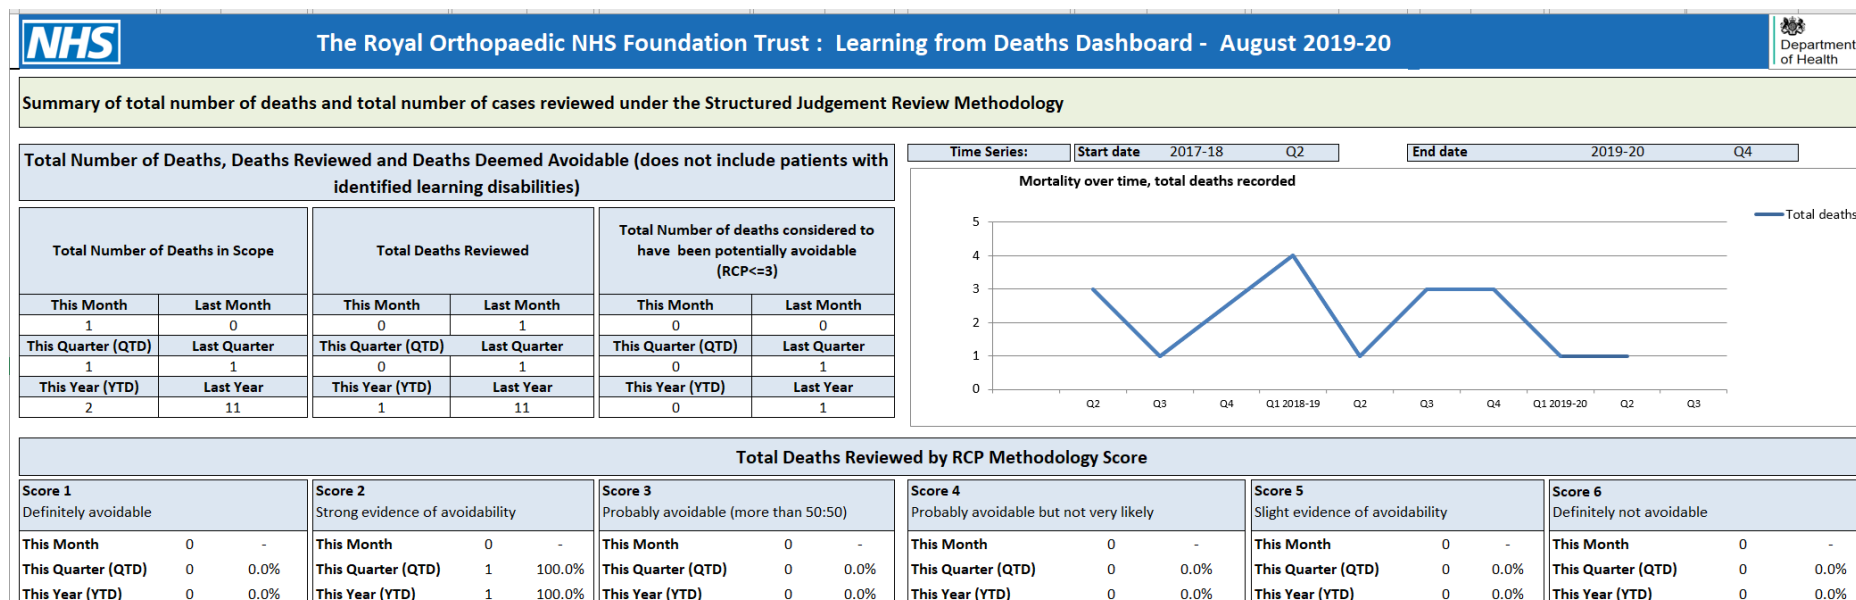 NHS
The Royal Orthopaedic NHS Foundation Trust :  Learning from Deaths Dashboard -  August 2019-20
Department
of Health
Summary of total number of deaths and total number of cases reviewed under the Structured Judgement Review Methodology
Total Number of Deaths, Deaths Reviewed and Deaths Deemed Avoidable (does not include patients with
identified learning disabilities)
Total Number of Deaths in Scope
Total Deaths Reviewed
Total Number of deaths considered to
have  been potentially avoidable
(RCP<=3)
This Month Last Month This Month Last Month This Month Last Month
1 0 0 1 0 0
This Quarter (QTD) Last Quarter This Quarter (QTD) Last Quarter This Quarter (QTD) Last Quarter
1 1 0 1 0 1
This Year (YTD) Last Year This Year (YTD) Last Year This Year (YTD) Last Year
2 11 1 11 0 1
Time Series: Start date 2017-18 Q2 End date 2019-20 Q4
Mortality over time, total deaths recorded
5
4
3
2
1
0
Q2 Q3 Q4 Q1 2018-19 Q2 Q3 Q4 Q1 2019-20 Q2 Q3
Total deaths
Total Deaths Reviewed by RCP Methodology Score
Score 1
Definitely avoidable
This Month 0 -
This Quarter (QTD) 0 0.0%
This Year (YTD) 0 0.0%
Score 2
Strong evidence of avoidability
This Month 0 -
This Quarter (QTD) 1 100.0%
This Year (YTD) 1 100.0%
Score 3
Probably avoidable (more than 50:50)
This Month 0 -
This Quarter (QTD) 0 0.0%
This Year (YTD) 0 0.0%
Score 4
Probably avoidable but not very likely
This Month 0 -
This Quarter (QTD) 0 0.0%
This Year (YTD) 0 0.0%
Score 5
Slight evidence of avoidability
This Month 0 -
This Quarter (QTD) 0 0.0%
This Year (YTD) 0 0.0%
Score 6
Definitely not avoidable
This Month 0 -
This Quarter (QTD) 0 0.0%
This Year (YTD) 0 0.0%